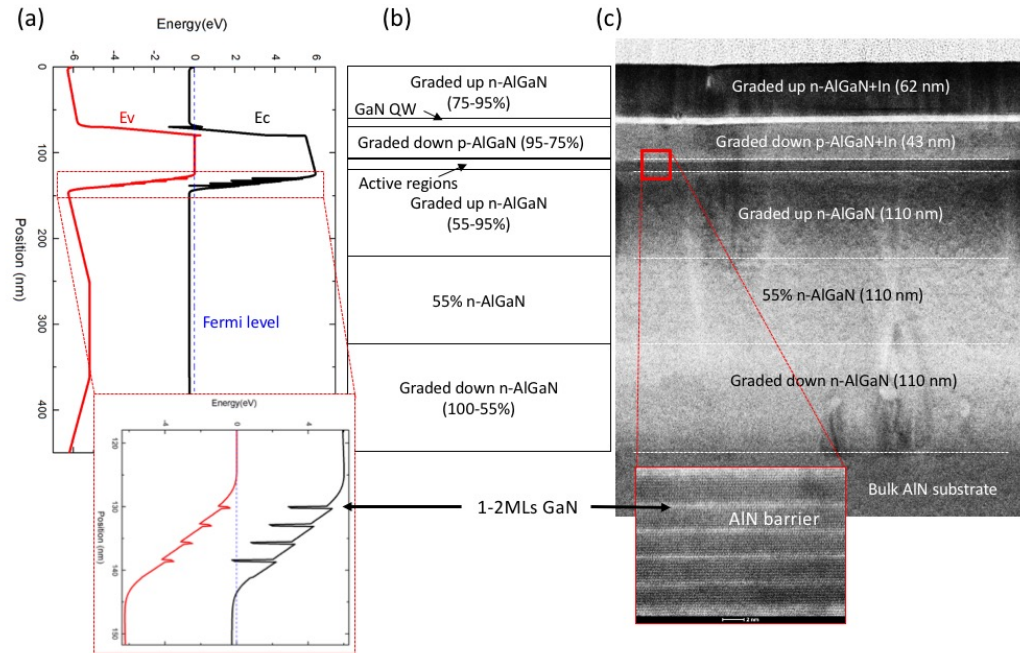 (a)
Energy(eV)
-6
-4
-2
0
2
4
6
0
100
200
300
400
Position (nm)
Ev
Ec
Fermi level
Energy(eV)
-4
0
4
120
130
140
150
Position (nm)
(b)
Graded up n-AlGaN
(75-95%)
GaN QW
Graded down p-AlGaN (95-75%)
Active regions
Graded up n-AlGaN
(55-95%)
55% n-AlGaN
Graded down n-AlGaN
(100-55%)
1-2MLs GaN
(c)
Graded up n-AlGaN+In (62 nm)
Graded down p-AlGaN+In (43 nm)
Graded up n-AlGaN (110 nm)
55% n-AlGaN (110 nm)
Graded down n-AlGaN (110 nm)
Bulk AlN substrate
AlN barrier
2 nm